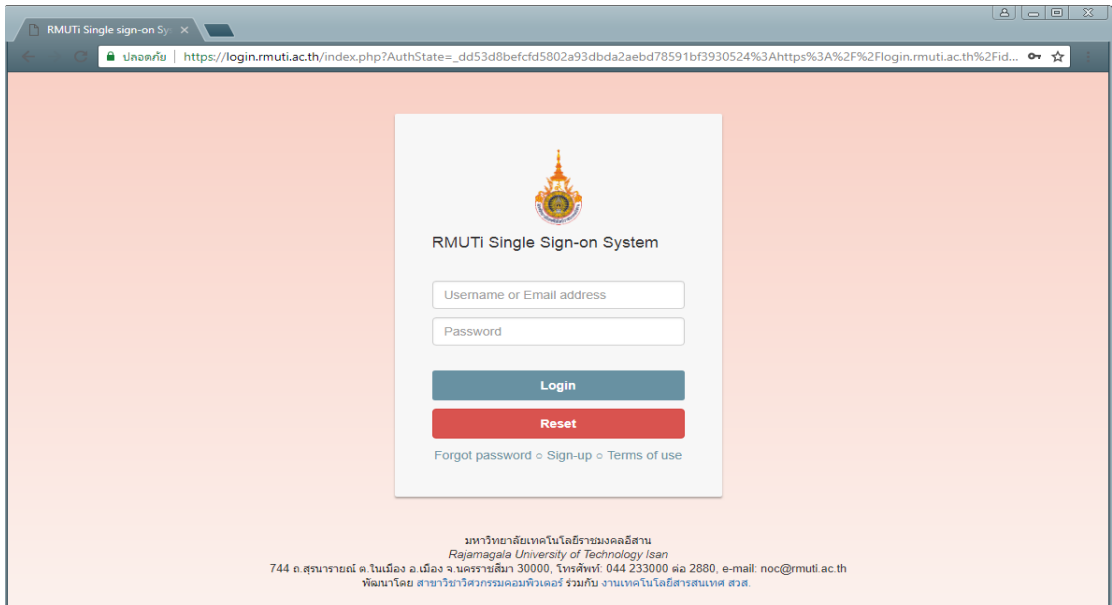 RMUTi Single sign-on Sy
ปลอดภัย | https://login.rmuti.ac.th/index.php?AuthState=_dd53d8befcfd5802a93dbda2aebd78591bf3930524%3Ahttps%3A%2F%2Flogin.rmuti.ac.th%2Fid...
RMUTi Single Sign-on System
Username or Email address
Password
Login
Reset
Forgot password ○ Sign-up ○ Terms of use
มหาวิทยาลัยเทคโนโลยีราชมงคลอีสาน
Rajamagala University of Technology Isan
744 ถ.สุรนารายณ์ ต.ในเมือง อ.เมือง จ.นครราชสีมา 30000, โทรศัพท์: 044 233000 ต่อ 2880, e-mail: noc@rmuti.ac.th
พัฒนาโดย สาขาวิชาวิศวกรรมคอมพิวเตอร์ ร่วมกับ งานเทคโนโลยีสารสนเทศ สวส.